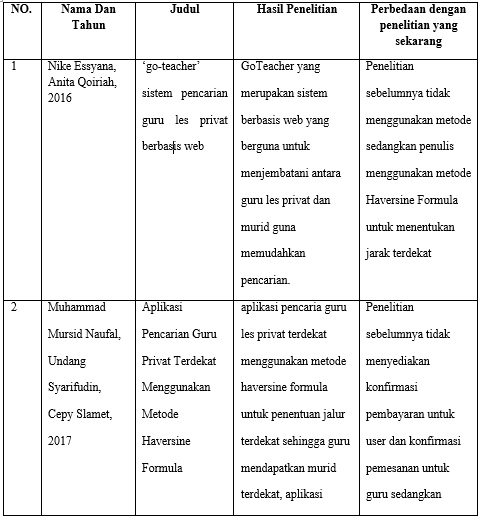 NO.
Nama Dan
Tahun
Judul
Hasil Penelitian
Perbedaan dengan
penelitian yang
sekarang
1
Nike Essyana,
Anita Qoiriah,
2016
‘go-teacher’
sistem pencarian
guru les privat
berbasis web
GoTeacher yang
merupakan sistem
berbasis web yang
berguna untuk
menjembatani antara
guru les privat dan
murid guna
memudahkan
pencarian.
Penelitian
sebelumnya tidak
menggunakan metode
sedangkan penulis
menggunakan metode
Haversine Formula
untuk menentukan
jarak terdekat
2
Muhammad
Mursid Naufal,
Undang
Syarifudin,
Cepy Slamet,
2017
Aplikasi
Pencarian Guru
Privat Terdekat
Menggunakan
Metode
Haversine
Formula
aplikasi pencaria guru
les privat terdekat
menggunakan metode
haversine formula
untuk penentuan jalur
terdekat sehingga guru
mendapatkan murid
terdekat, aplikasi
Penelitian
sebelumnya tidak
menyediakan
konfirmasi
pembayaran untuk
user dan konfirmasi
pemesanan untuk
guru sedangkan